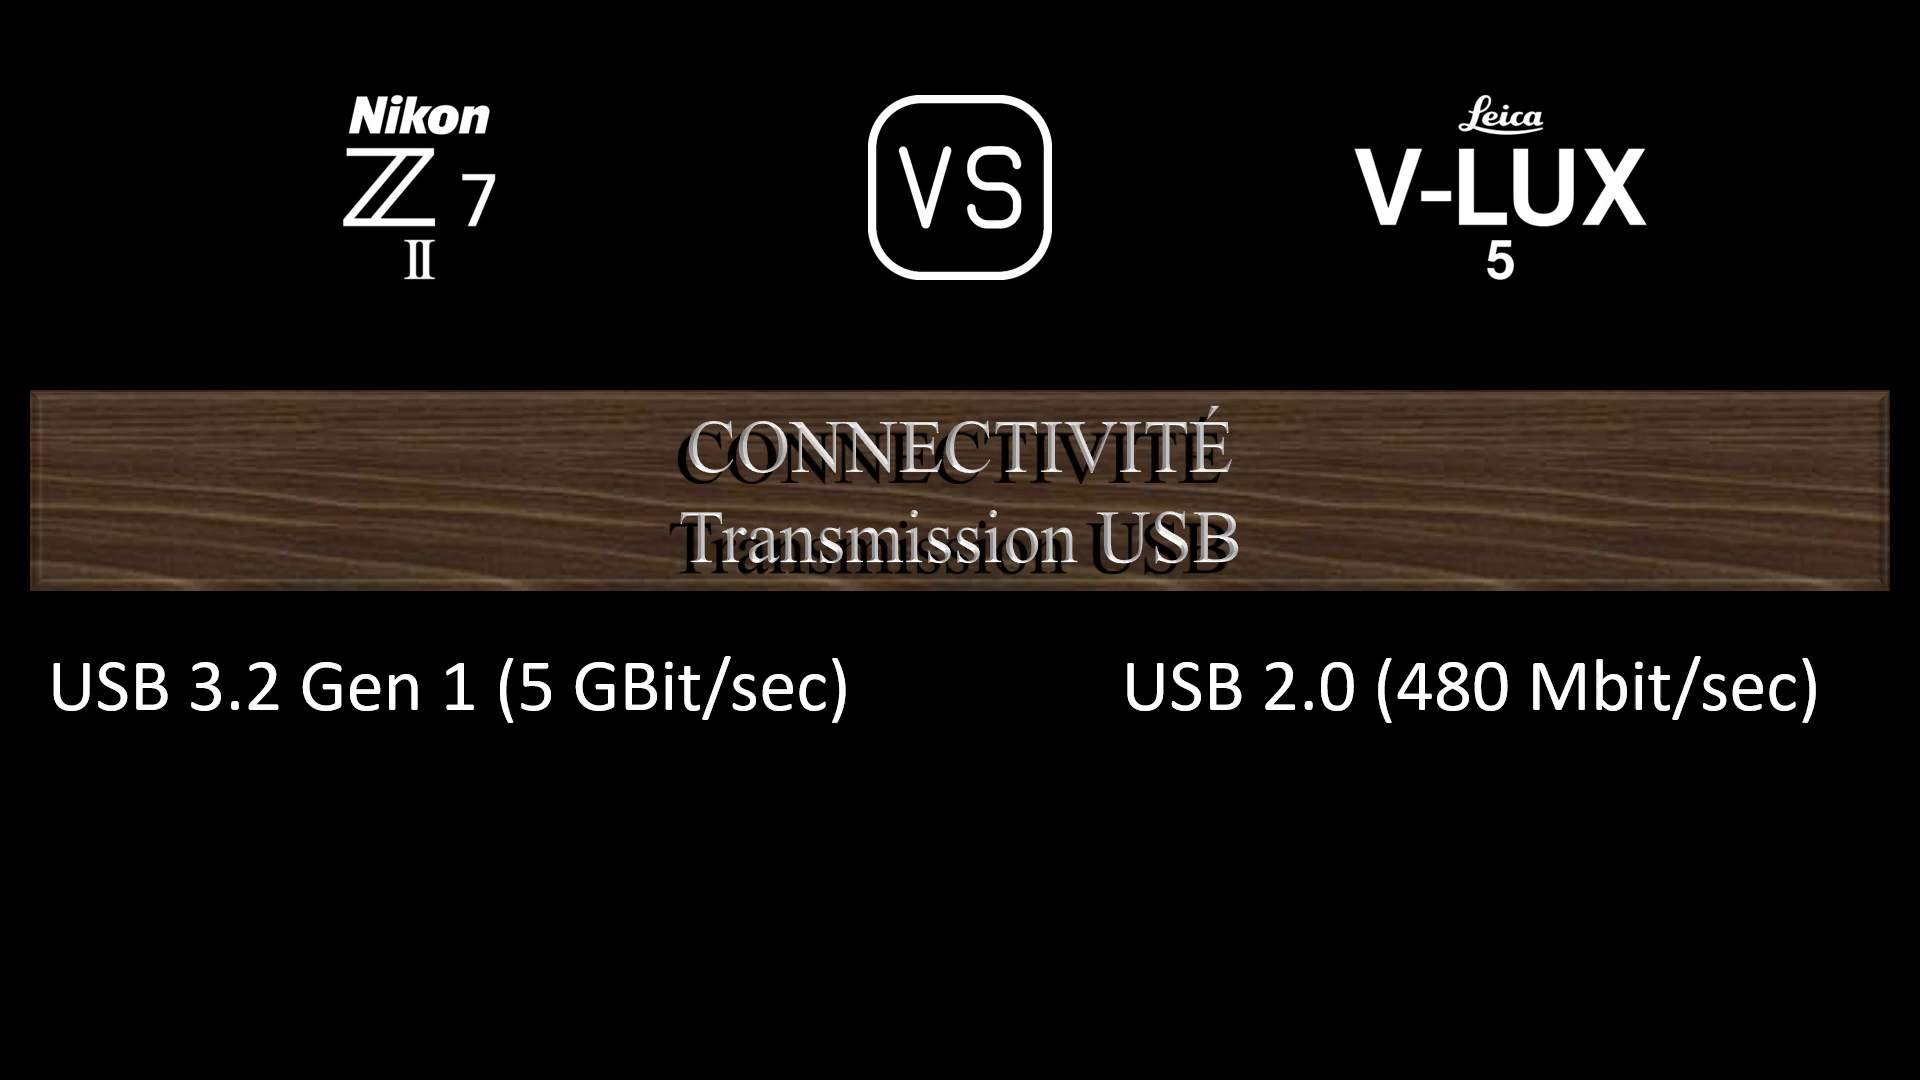 Nikon
Z 7
II
VS
Leica
V-LUX
5
CONNECTIVITÉ
Transmission USB
USB 3.2 Gen 1 (5 GBit/sec)
USB 2.0 (480 Mbit/sec)